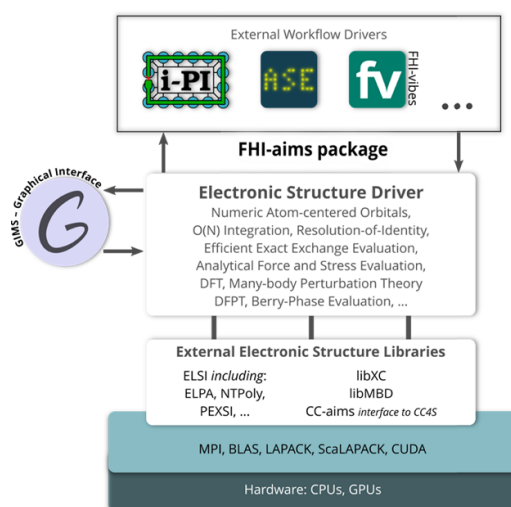 External Workflow Drivers
i-PI
ASE
fv
FHI-vibes
...
FHI-aims package
GIMS – Graphical Interface
G
Electronic Structure Driver
Numeric Atom-centered Orbitals,
O(N) Integration, Resolution-of-Identity,
Efficient Exact Exchange Evaluation,
Analytical Force and Stress Evaluation,
DFT, Many-body Perturbation Theory
DFPT, Berry-Phase Evaluation, ...
External Electronic Structure Libraries
ELSI including:
ELPA, NTPoly,
PEXSI, ...
libXC
libMBD
CC-aims interface to CC4S
MPI, BLAS, LAPACK, ScaLAPACK, CUDA
Hardware: CPUs, GPUs